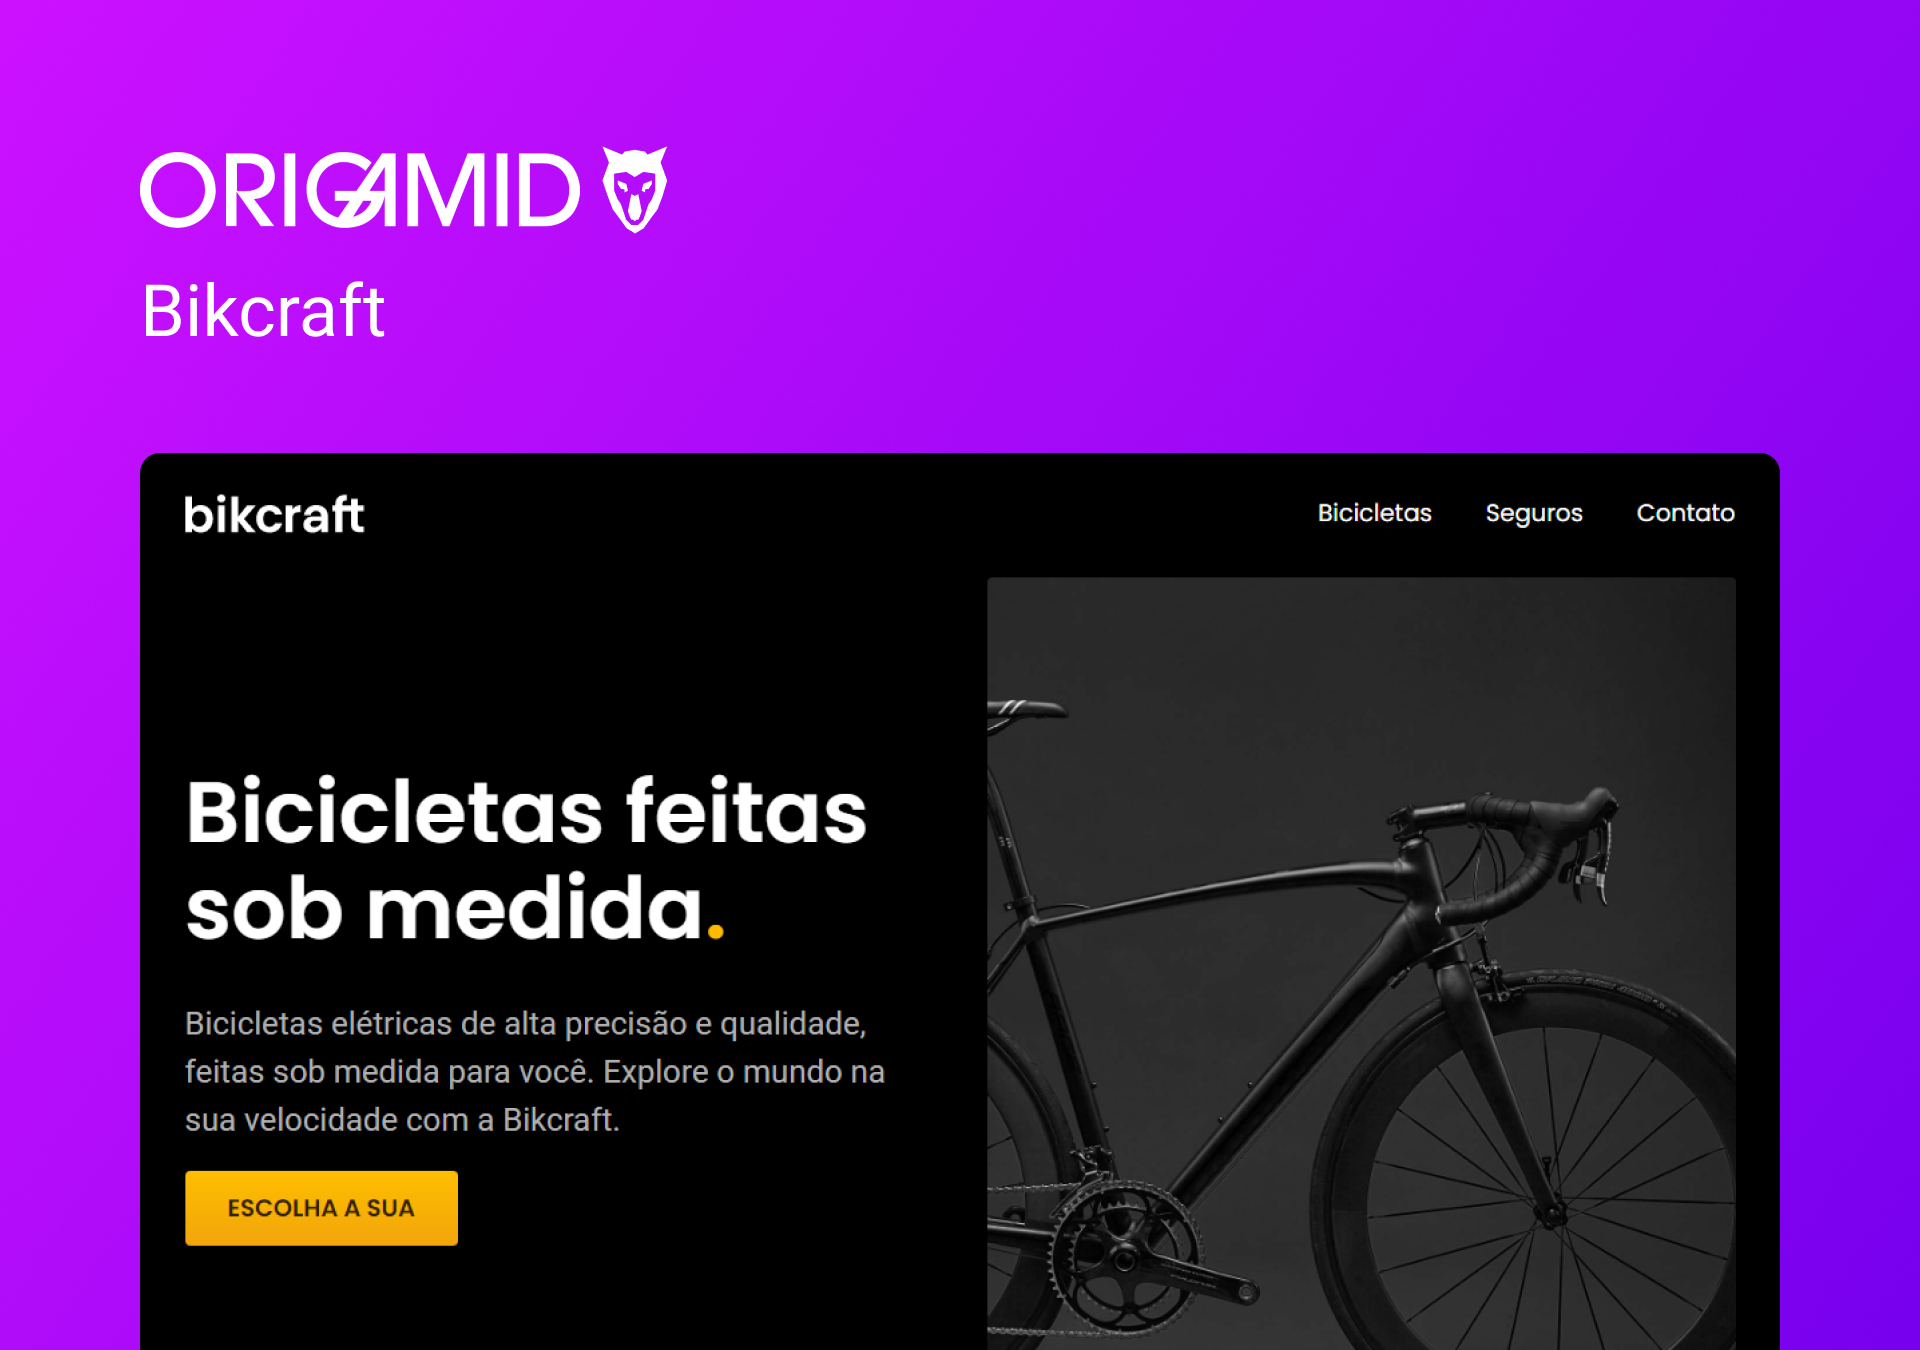 ORIGAMID
Bikcraft
bikcraft
Bicicletas Seguros Contato
Bicicletas feitas
sob medida.
Bicicletas elétricas de alta precisão e qualidade,
feitas sob medida para você. Explore o mundo na
sua velocidade com a Bikcraft.
ESCOLHA A SUA